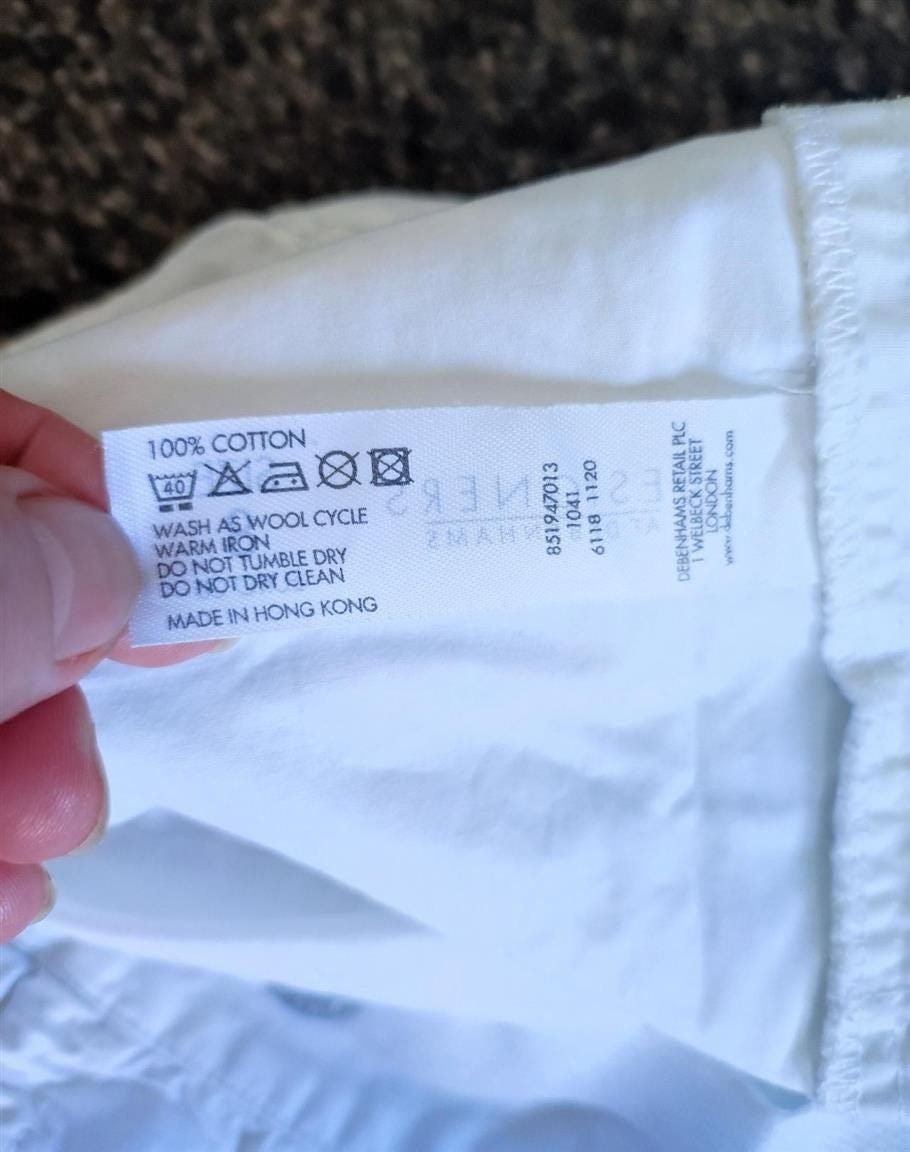 100% COTTON
40
WASH AS WOOL CYCLE
WARM IRON
DO NOT TUMBLE DRY
DO NOT DRY CLEAN
MADE IN HONG KONG
851947013
1041
6118 1120
DEBENHAMS RETAIL PLC
1 WELBECK STREET
LONDON
www.debenhams.com